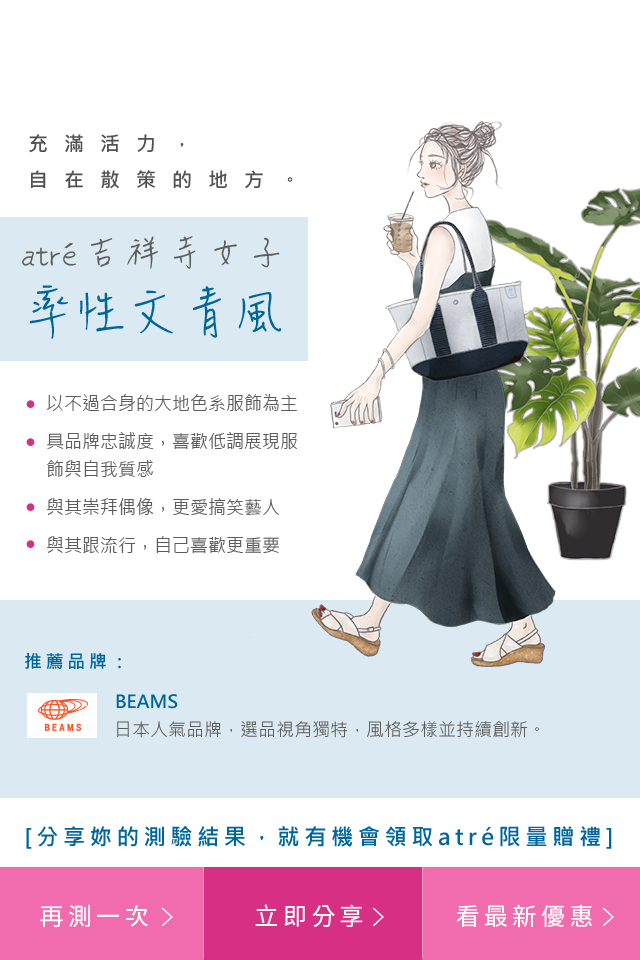 充滿活力，
自在散策的地方。
atré吉祥寺女子
率性文青風
以不過合身的大地色系服飾為主
具品牌忠誠度，喜歡低調展現服
飾與自我質感
與其崇拜偶像，更愛搞笑藝人
與其跟流行，自己喜歡更重要
推薦品牌：
BEAMS
BEAMS
日本人氣品牌，選品視角獨特，風格多樣並持續創新。
[分享妳的測驗結果，就有機會領取atré限量贈禮]
再測一次 >
立即分享 >
看最新優惠 >